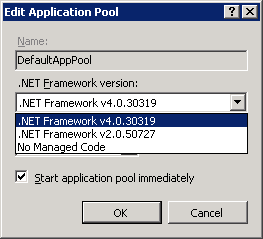 Edit Application Pool
Name:
DefaultAppPool
.NET Framework version:
.NET Framework v4.0.30319
.NET Framework v4.0.30319
.NET Framework v2.0.50727
No Managed Code
Start application pool immediately
OK
Cancel